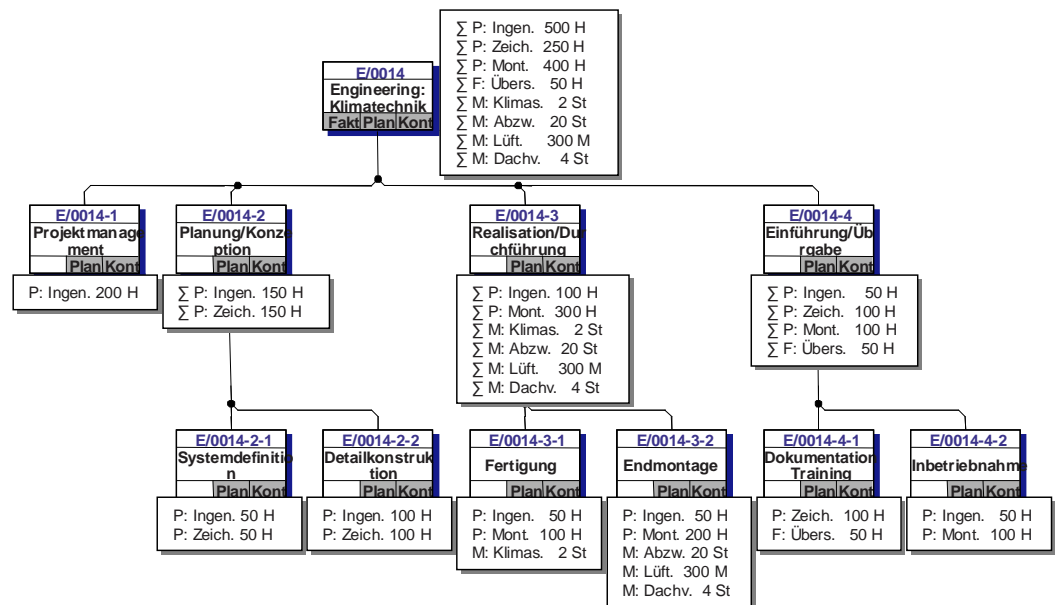 E/0014
Engineering:
Klimatechnik
Fakt Plan Kont
∑ P: Ingen. 500 H
∑ P: Zeich. 250 H
∑ P: Mont. 400 H
∑ F: Übers. 50 H
∑ M: Klimas. 2 St
∑ M: Abzw. 20 St
∑ M: Lüft. 300 M
∑ M: Dachv. 4 St
E/0014-1
Projektmanage
ment
Plan Kont
P: Ingen. 200 H
E/0014-2
Planung/Konze
ption
Plan Kont
∑ P: Ingen. 150 H
∑ P: Zeich. 150 H
E/0014-3
Realisation/Dur
chführung
Plan Kont
∑ P: Ingen. 100 H
∑ P: Mont. 300 H
∑ M: Klimas. 2 St
∑ M: Abzw. 20 St
∑ M: Lüft. 300 M
∑ M: Dachv. 4 St
E/0014-4
Einführung/Übe
rgabe
Plan Kont
∑ P: Ingen. 50 H
∑ P: Zeich. 100 H
∑ P: Mont. 100 H
∑ F: Übers. 50 H
E/0014-2-1
Systemdefinitio
n
Plan Kont
P: Ingen. 50 H
P: Zeich. 50 H
E/0014-2-2
Detailkonstruk
tion
Plan Kont
P: Ingen. 100 H
P: Zeich. 100 H
E/0014-3-1
Fertigung
Plan Kont
P: Ingen. 50 H
P: Mont. 100 H
M: Klimas. 2 St
E/0014-3-2
Endmontage
Plan Kont
P: Ingen. 50 H
P: Mont. 200 H
M: Abzw. 20 St
M: Lüft. 300 M
M: Dachv. 4 St
E/0014-4-1
Dokumentation
Training
Plan Kont
P: Zeich. 100 H
F: Übers. 50 H
E/0014-4-2
Inbetriebnahme
Plan Kont
P: Ingen. 50 H
P: Mont. 100 H